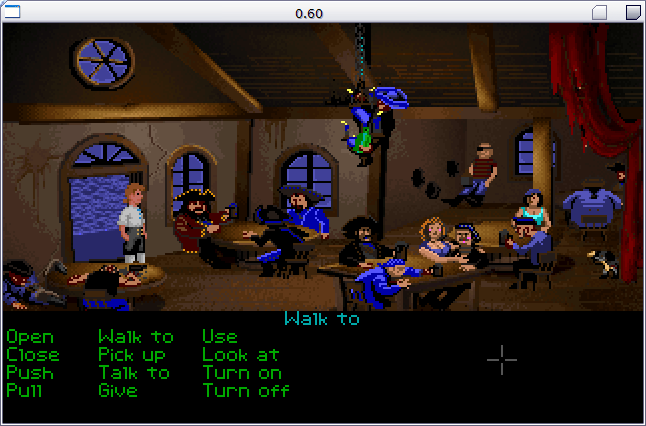 0.60
Walk to
Open Walk to Use
Close Pick up Look at
Push Talk to Turn on
Pull Give Turn off